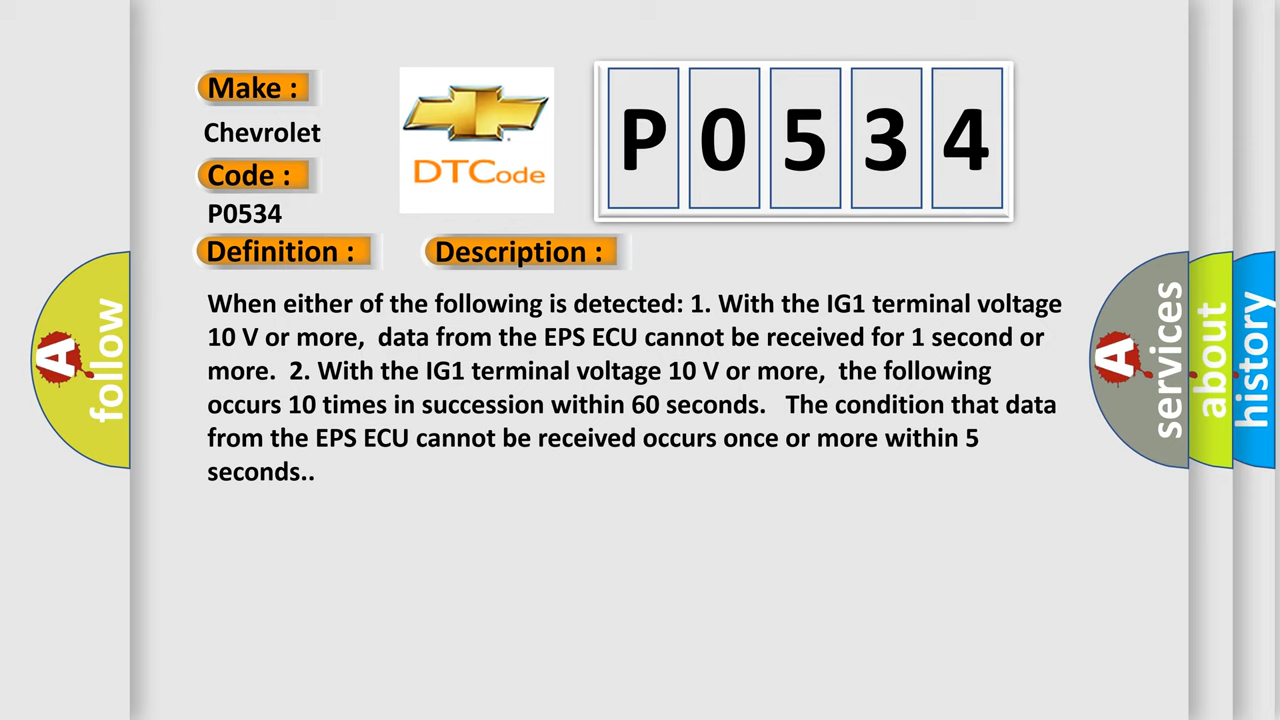 Make :
Chevrolet
Code :
P0534
DTCode
P0534
Definition :
Description :
When either of the following is detected: 1. With the IG1 terminal voltage
10 V or more,  data from the EPS ECU cannot be received for 1 second or
more.  2. With the IG1 terminal voltage 10 V or more,  the following
occurs 10 times in succession within 60 seconds.   The condition that data
from the EPS ECU cannot be received occurs once or more within 5
seconds..
A follow
A services
about
history